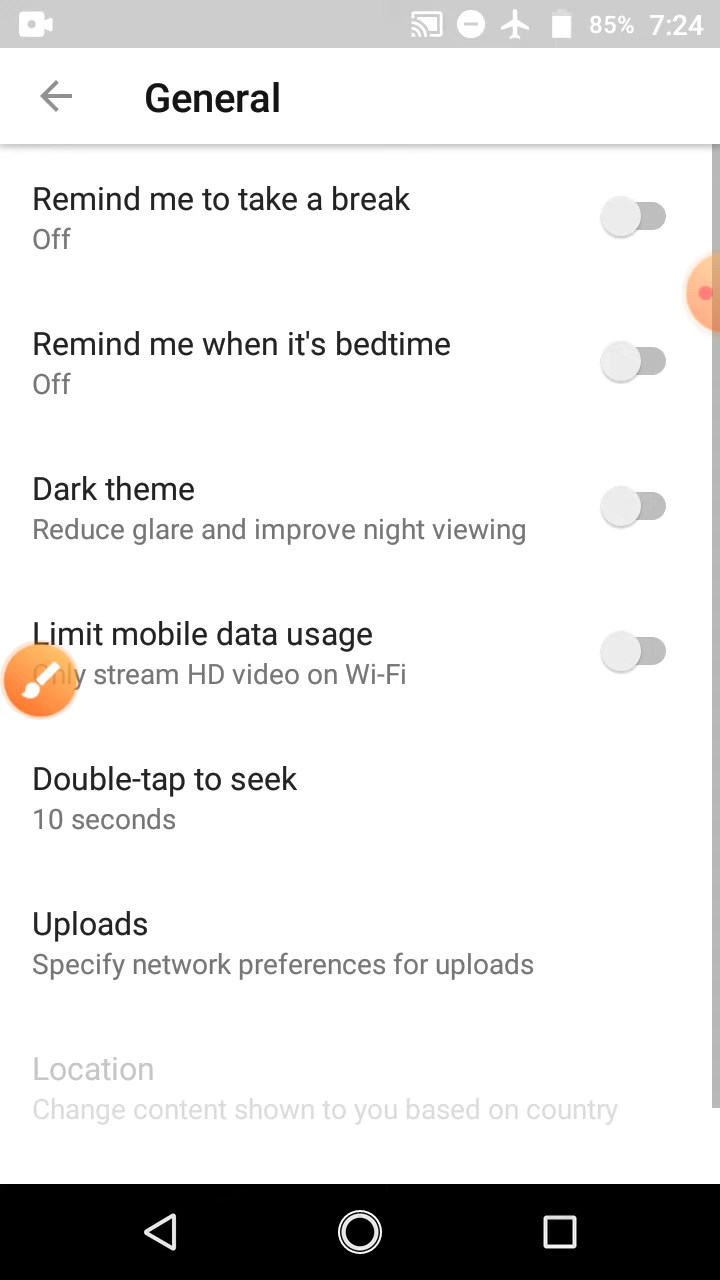 85% 7:24
General
Remind me to take a break
Off
Remind me when it's bedtime
Off
Dark theme
Reduce glare and improve night viewing
Limit mobile data usage
Only stream HD video on Wi-Fi
Double-tap to seek
10 seconds
Uploads
Specify network preferences for uploads
Location
Change content shown to you based on country